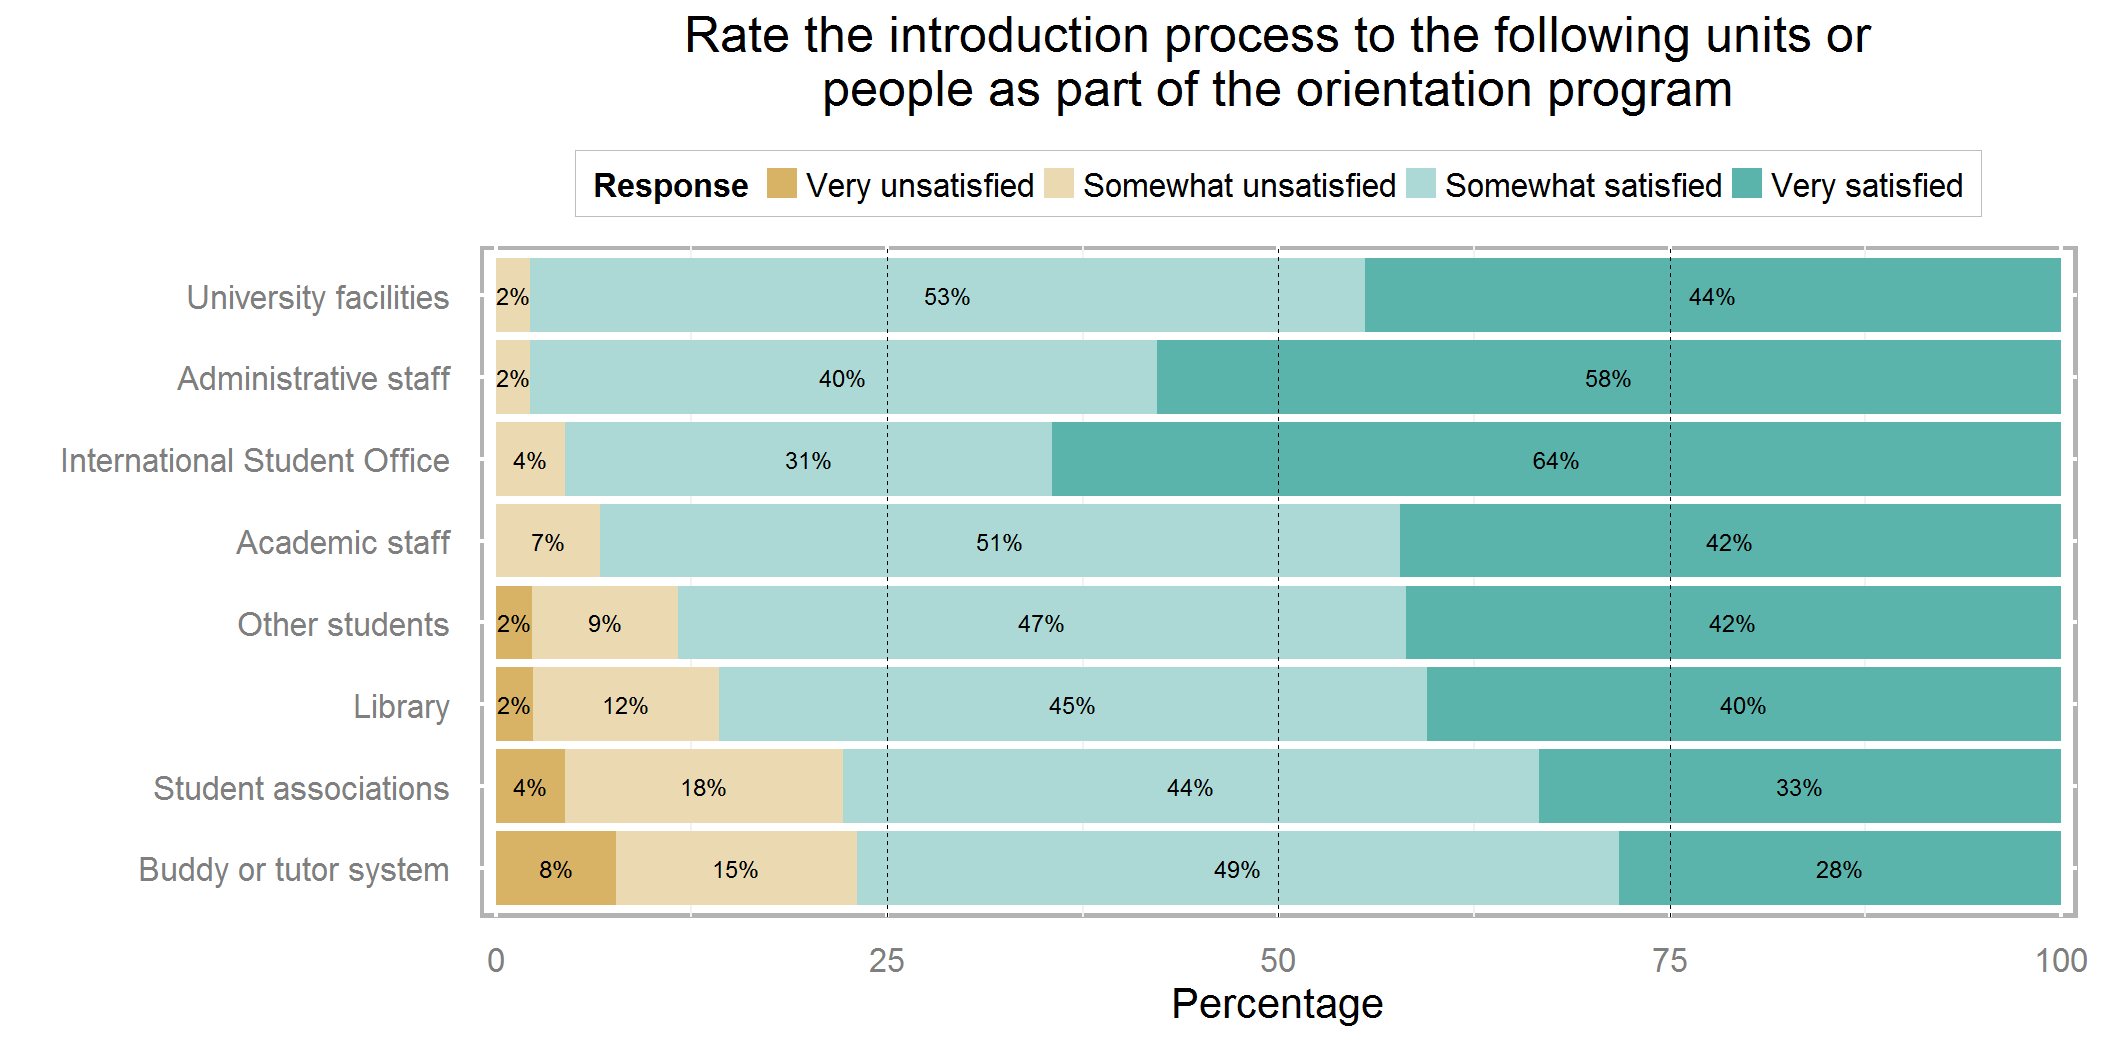 Rate the introduction process to the following units or
people as part of the orientation program
Response Very unsatisfied Somewhat unsatisfied Somewhat satisfied Very satisfied
University facilities 2% 53% 44%
Administrative staff 2% 40% 58%
International Student Office 4% 31% 64%
Academic staff 7% 51% 42%
Other students 2% 9% 47% 42%
Library 2% 12% 45% 40%
Student associations 4% 18% 44% 33%
Buddy or tutor system 8% 15% 49% 28%
0 25 50 75 100
Percentage